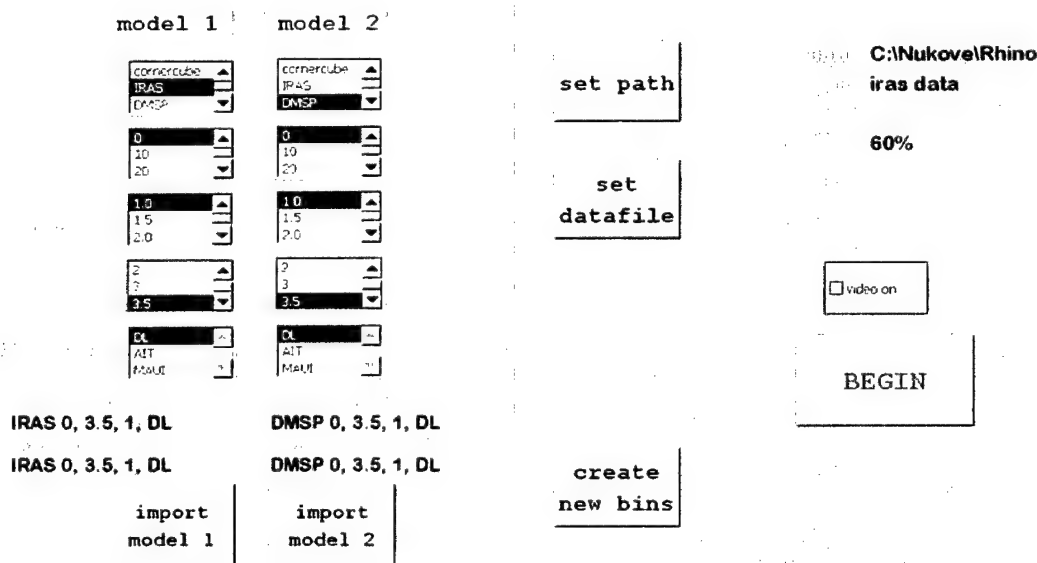 model 1
model 2
cornercube
IRAS
DMSP
cornercube
IRAS
DMSP
0
10
20
0
10
20
1.0
1.5
2.0
1.0
1.5
2.0
2
3
3.5
2
3
3.5
DL
AIT
MAUI
DL
AIT
MAUI
IRAS 0, 3.5, 1, DL
DMSP 0, 3.5, 1, DL
IRAS 0, 3.5, 1, DL
DMSP 0, 3.5, 1, DL
import
model 1
import
model 2
set path
set
datafile
create
new bins
C:\Nukove\Rhino
iras data
60%
video on
BEGIN